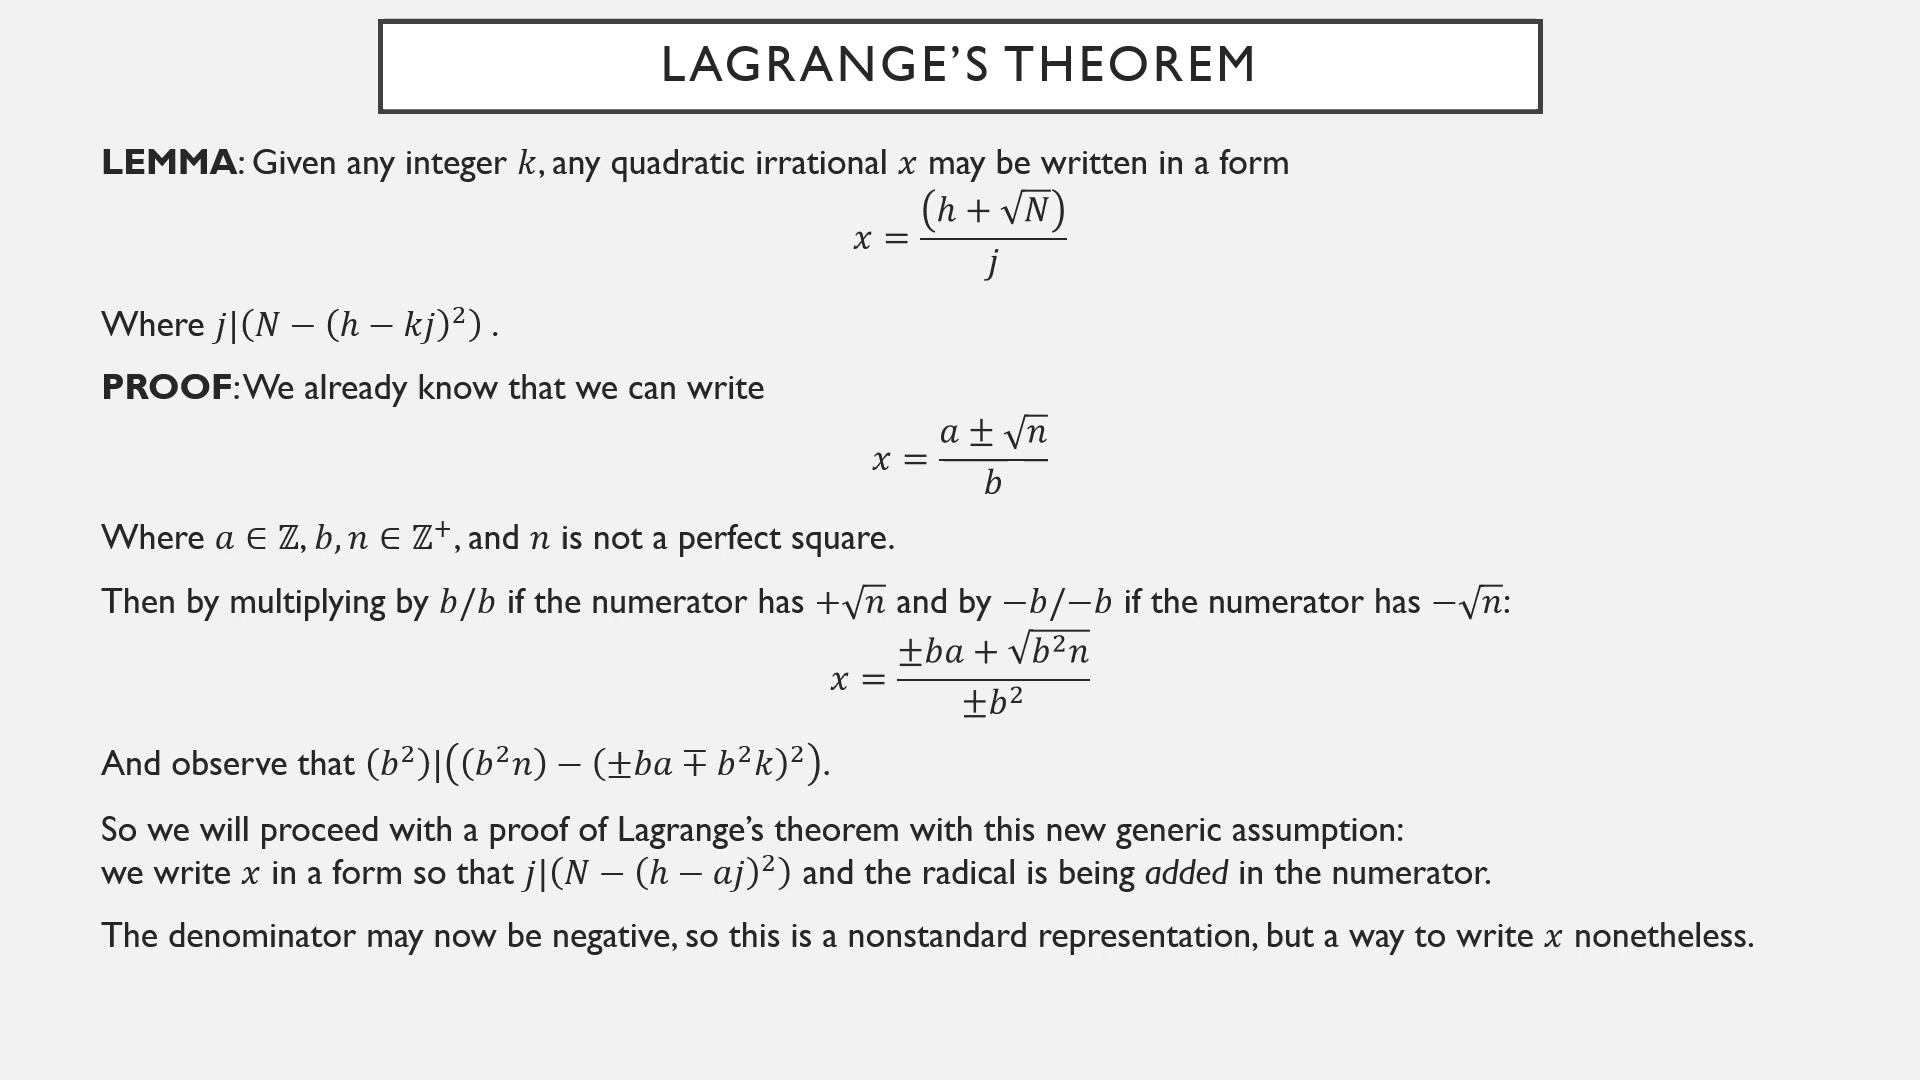 LAGRANGE’S THEOREM
LEMMA: Given any integer k, any quadratic irrational x may be written in a form
x = (h + √N) / j
Where j|(N − (h − kj)²) .
PROOF: We already know that we can write
x = a ± √n / b
Where a ∈ ℤ, b, n ∈ ℤ⁺, and n is not a perfect square.
Then by multiplying by b/b if the numerator has +√n and by −b/−b if the numerator has −√n:
x = ±ba + √b²n / ±b²
And observe that (b²)|((b²n) − (±ba ∓ b²k)²).
So we will proceed with a proof of Lagrange’s theorem with this new generic assumption:
we write x in a form so that j|(N − (h − aj)²) and the radical is being added in the numerator.
The denominator may now be negative, so this is a nonstandard representation, but a way to write x nonetheless.